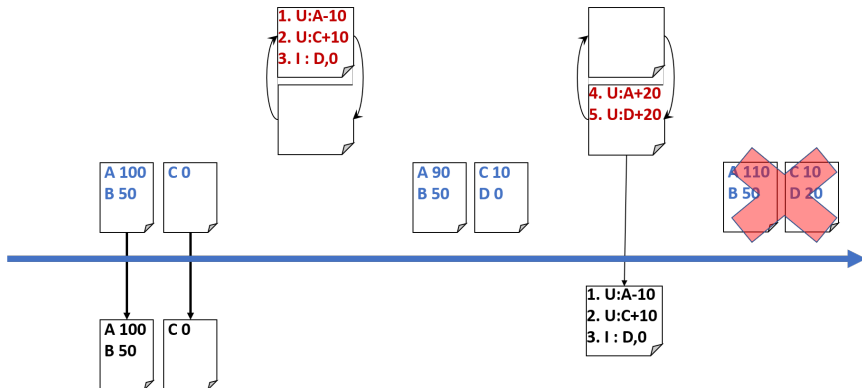 1. U:A-10
2. U:C+10
3. I : D,0
4. U:A+20
5. U:D+20
A 100
B 50
C 0
A 90
B 50
C 10
D 0
A 110
B 50
C 10
D 20
1. U:A-10
2. U:C+10
3. I : D,0
A 100
B 50
C 0